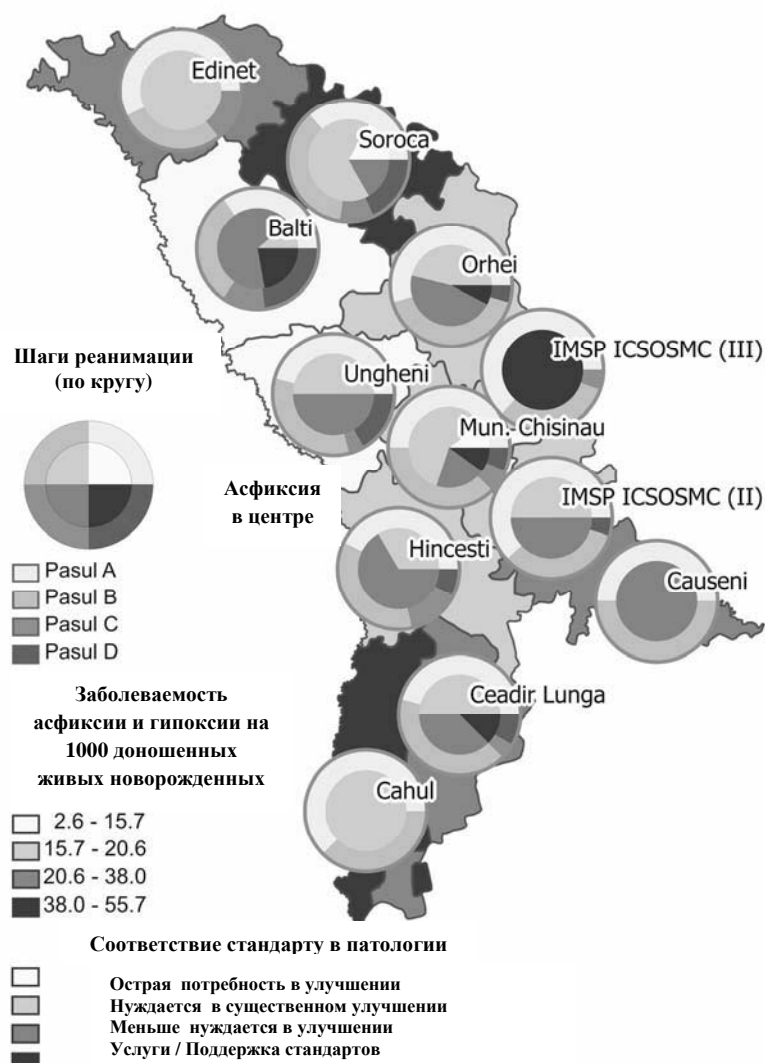 Edinet
Soroca
Balti
Orhei
IMSP ICSOSMC (III)
Шаги реанимации
(по кругу)
Ungheni
Mun. Chisinau
Асфиксия
в центре
IMSP ICSOSMC (II)
Hincesti
Causeni
Pasul A
Pasul B
Pasul C
Pasul D
Ceadir Lunga
Заболеваемость
асфиксии и гипоксии на
1000 доношенных
живых новорожденных
Cahul
2.6 - 15.7
15.7 - 20.6
20.6 - 38.0
38.0 - 55.7
Соответствие стандарту в патологии
Острая потребность в улучшении
Нуждается в существенном улучшении
Меньше нуждается в улучшении
Услуги / Поддержка стандартов